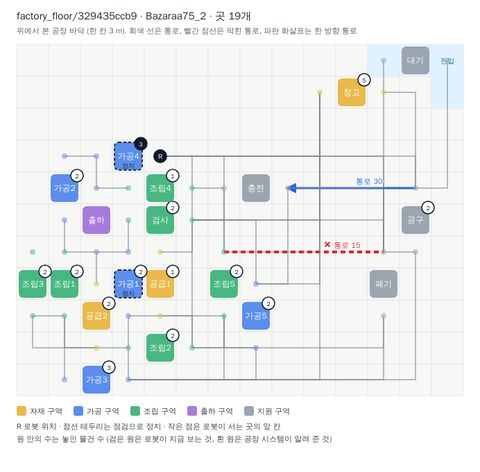 factory_floor/329435ccb9 · Bazaraa75_2 · 곳 19개
위에서 본 공장 바닥 (한 칸 3 m). 회색 선은 통로, 빨간 점선은 막힌 통로, 파란 화살표는 한 방향 통로
대기
진입
5
창고
3
가공4
정지
R
2
가공2
1
조립4
충전
통로 30
출하
2
검사
2
공구
✕ 통로 15
2
조립3
2
조립1
2
가공1
정지
1
공급1
2
조립5
폐기
2
공급2
2
가공5
2
조립2
3
가공3
자재 구역
가공 구역
조립 구역
출하 구역
지원 구역
R 로봇 위치 · 점선 테두리는 점검으로 정지 · 작은 점은 로봇이 서는 곳의 앞 칸
원 안의 수는 놓인 물건 수 (검은 원은 로봇이 지금 보는 것, 흰 원은 공장 시스템이 알려 준 것)